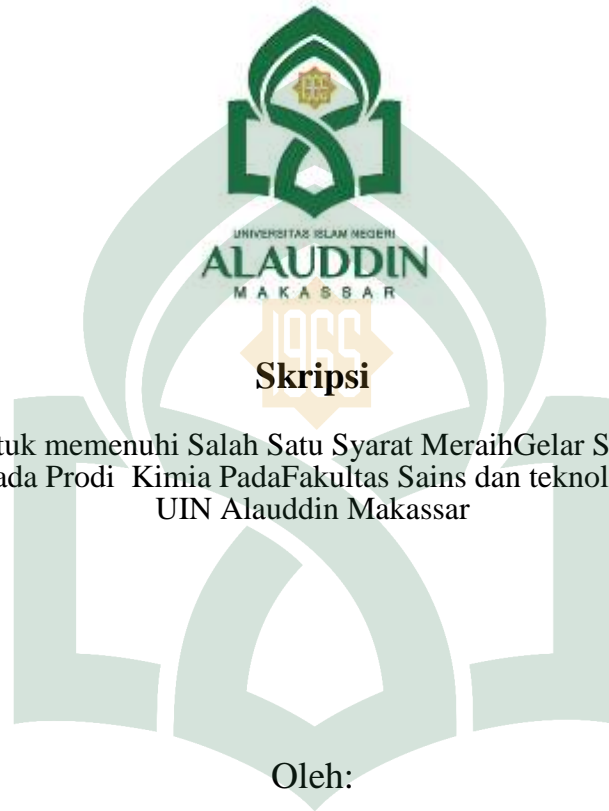 UNIVERSITAS ISLAM NEGERI
ALAUDDIN
MAKASSAR
1965
Skripsi
tuk memenuhi Salah Satu Syarat MeraihGelar S
ada Prodi Kimia PadaFakultas Sains dan teknol
UIN Alauddin Makassar
Oleh: